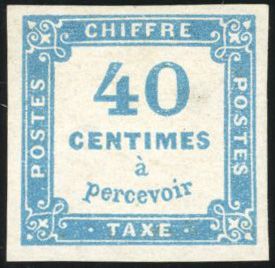 CHIFFRE
POSTES
40
CENTIMES
à
percevoir
POSTES
· TAXE ·